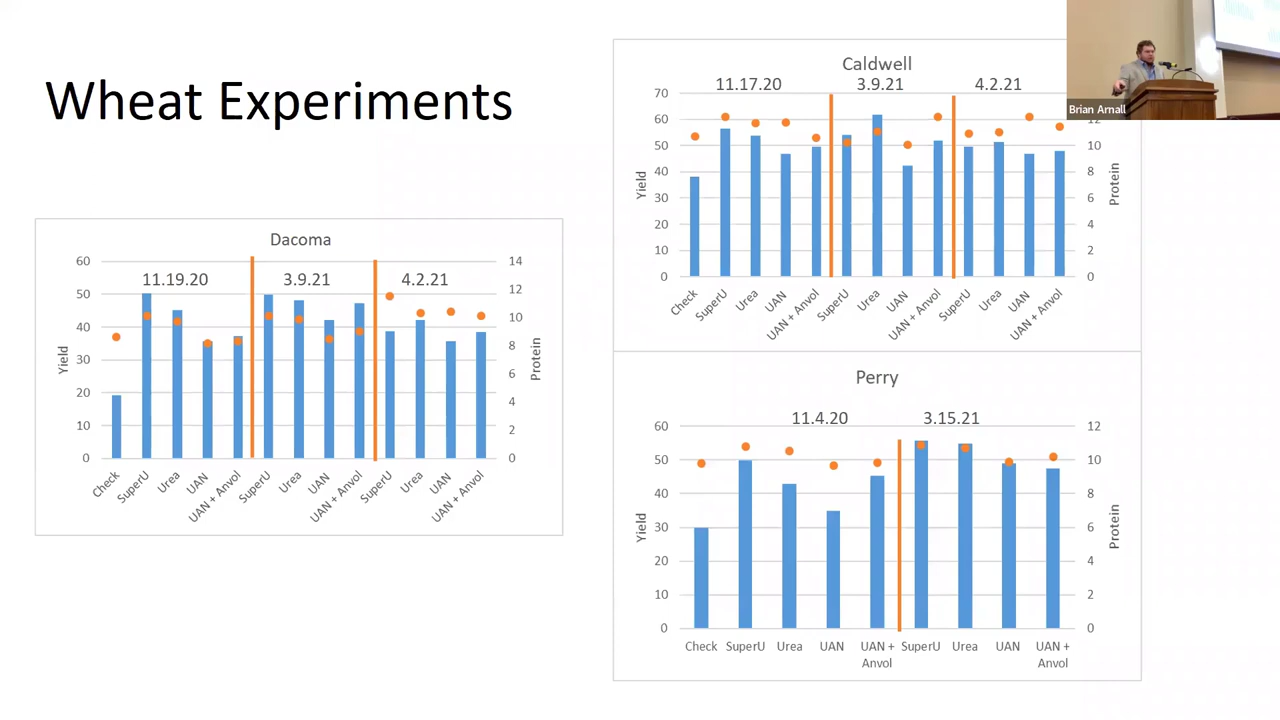 Wheat Experiments
Dacoma
11.19.20 3.9.21 4.2.21
60
50
40
30
20
10
0
Yield
14
12
10
8
6
4
2
0
Protein
Check
SuperU
Urea
UAN
UAN + Anvol
SuperU
Urea
UAN
UAN + Anvol
SuperU
Urea
UAN
UAN + Anvol
Caldwell
11.17.20 3.9.21 4.2.21
70
60
50
40
30
20
10
0
Yield
12
10
8
6
4
2
0
Protein
Check
SuperU
Urea
UAN
UAN + Anvol
SuperU
Urea
UAN
UAN + Anvol
SuperU
Urea
UAN
UAN + Anvol
Brian Arnall
Perry
11.4.20 3.15.21
60
50
40
30
20
10
0
Yield
12
10
8
6
4
2
0
Protein
Check
SuperU
Urea
UAN
UAN +
Anvol
SuperU
Urea
UAN
UAN +
Anvol